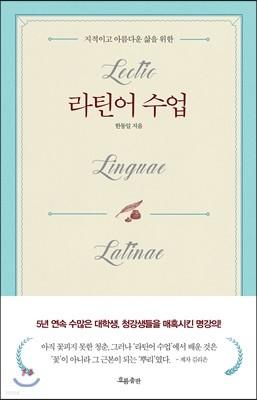 지적이고 아름다운 삶을 위한
Lectio
라틴어 수업
한동일 지음
Linguae
Latinae
5년 연속 수많은 대학생, 청강생들을 매혹시킨 명강의!
아직 꽃피지 못한 청춘, 그러나 ‘라틴어 수업’에서 배운 것은
‘꽃’이 아니라 그 근본이 되는 ‘뿌리’였다. - 제자 김리은
흐름출판